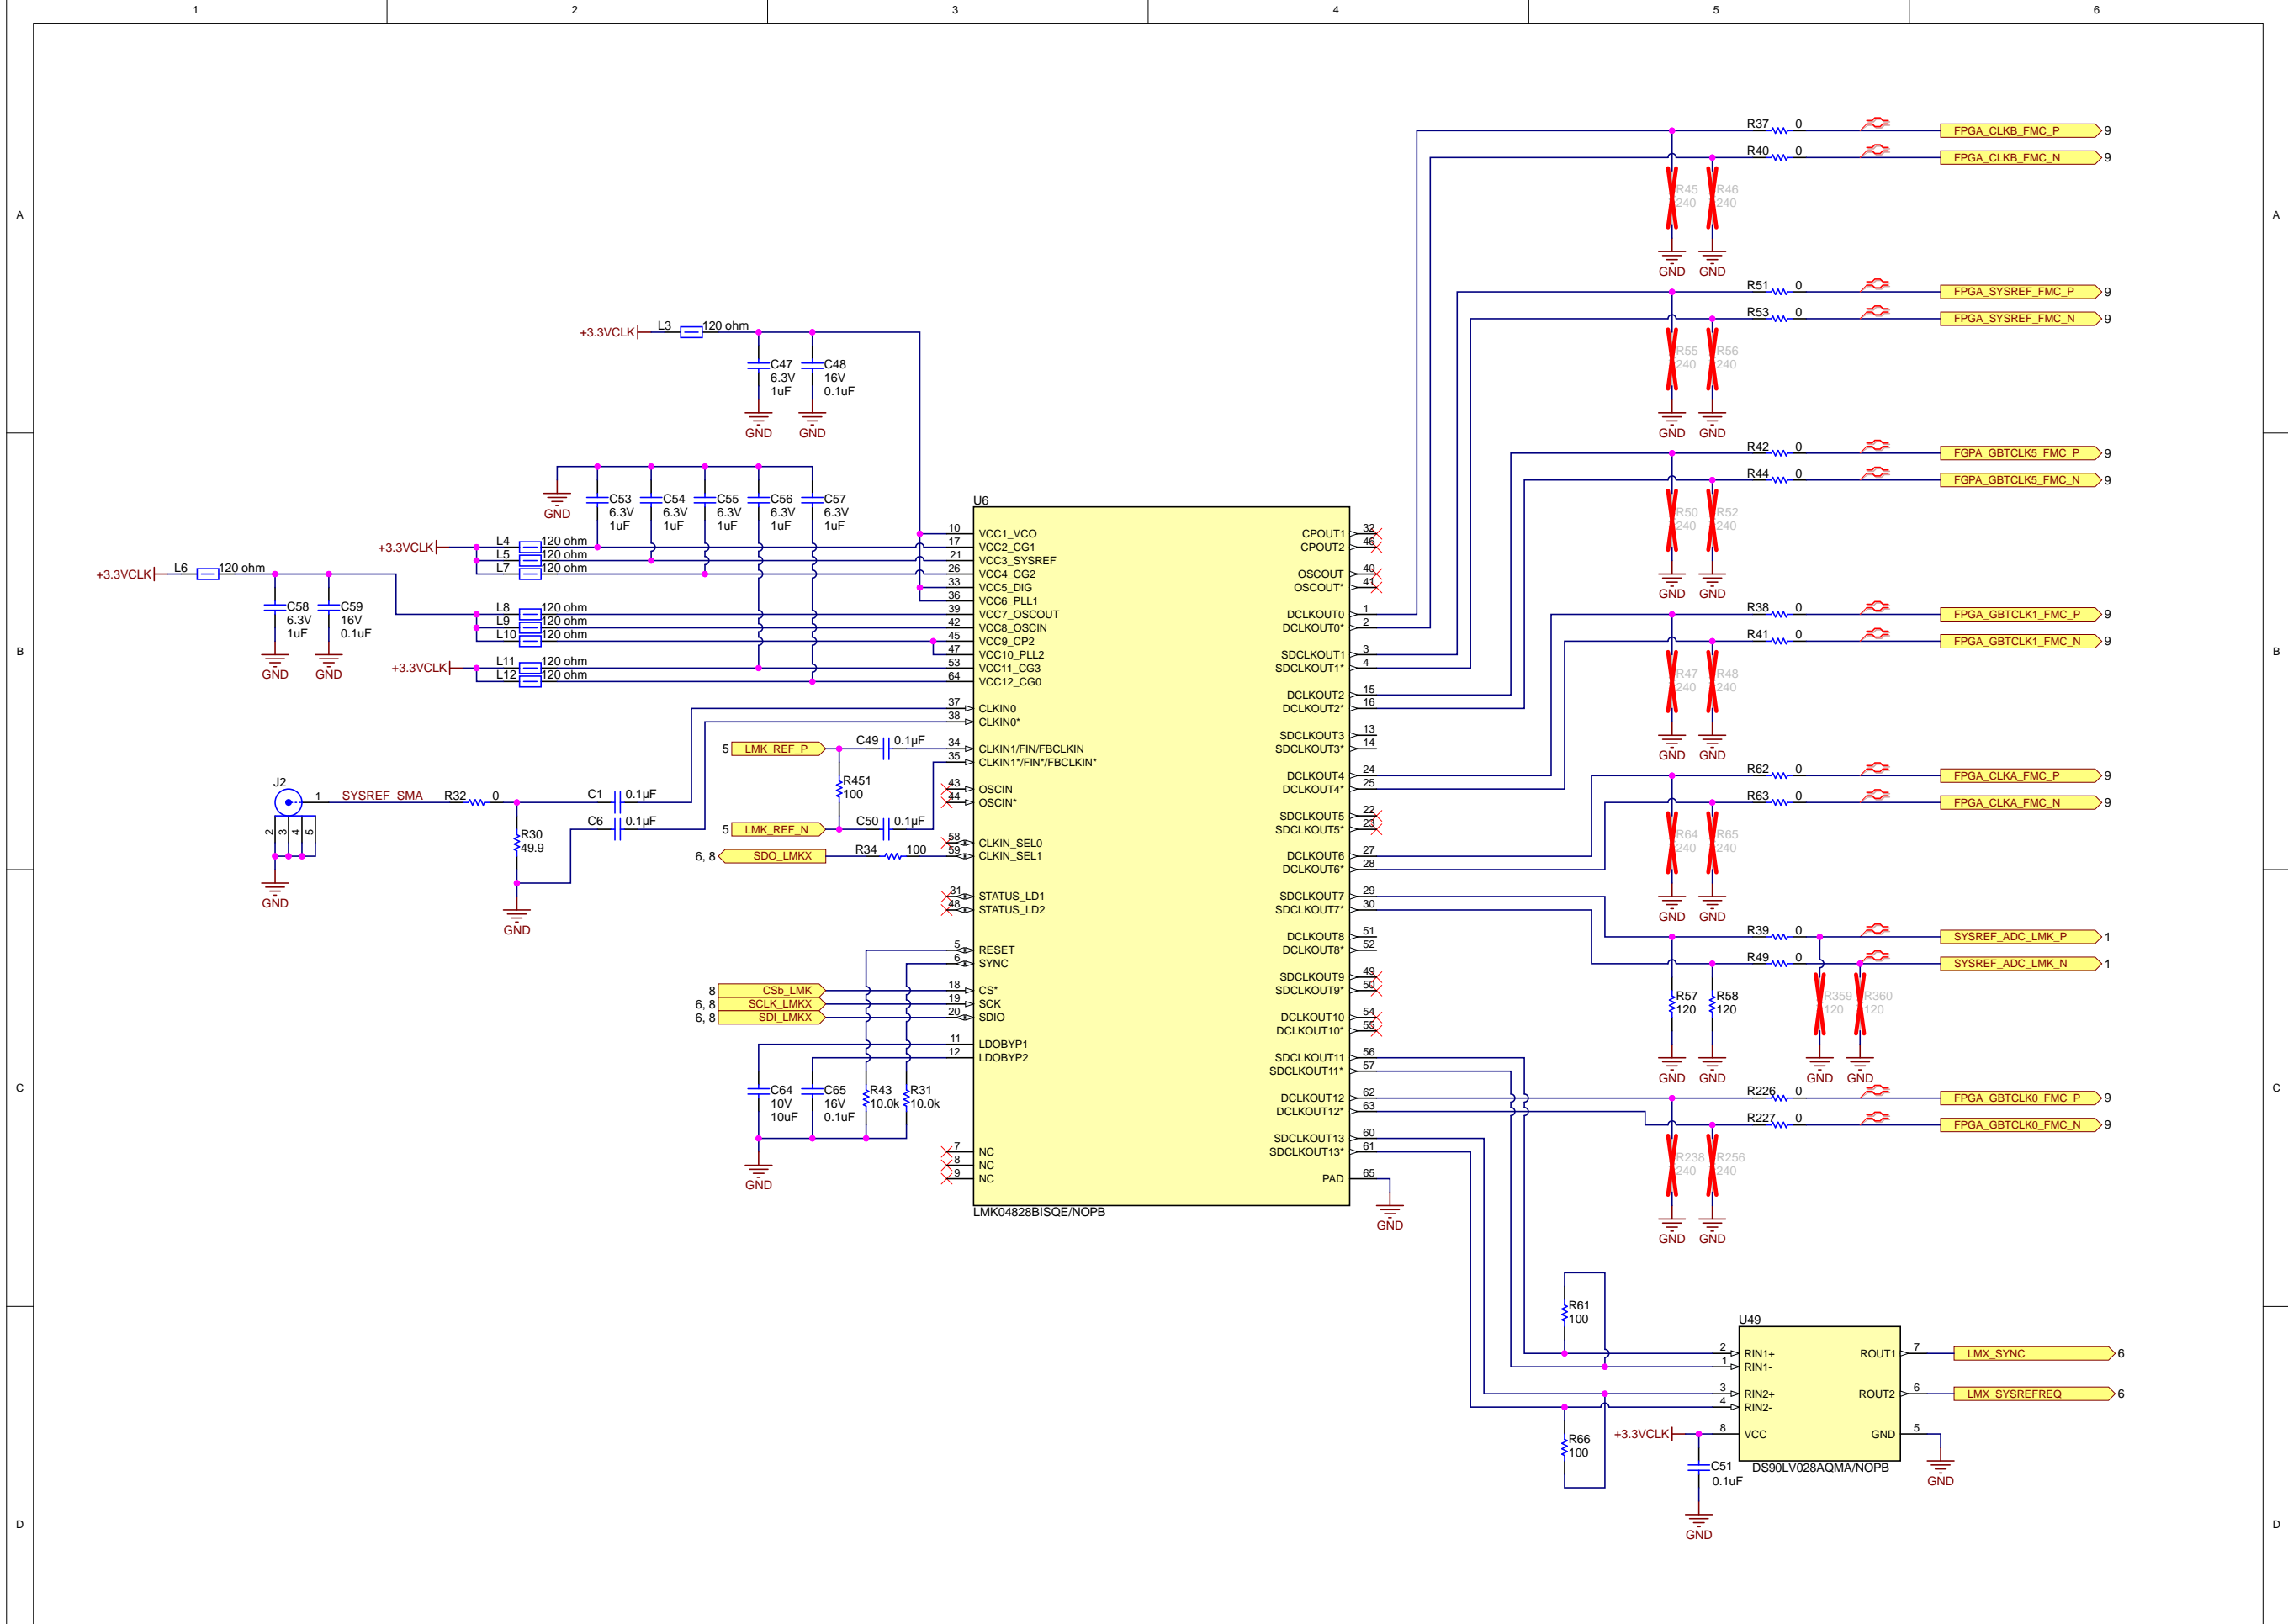 1 2 3 4 5 6
A A
B B
C C
D D
+3.3VCLK L3 120 ohm
C47 6.3V 1uF
C48 16V 0.1uF
GND GND
GND
C53 6.3V 1uF
C54 6.3V 1uF
C55 6.3V 1uF
C56 6.3V 1uF
C57 6.3V 1uF
+3.3VCLK
L4 120 ohm
L5 120 ohm
L7 120 ohm
+3.3VCLK L6 120 ohm
C58 6.3V 1uF
C59 16V 0.1uF
GND GND
L8 120 ohm
L9 120 ohm
L10 120 ohm
+3.3VCLK
L11 120 ohm
L12 120 ohm
J2
1 SYSREF_SMA R32 0
2 3 4 5
GND
R30 49.9
GND
C1 0.1µF
C6 0.1µF
5 LMK_REF_P C49 0.1µF
R451 100
5 LMK_REF_N C50 0.1µF
6, 8 SDO_LMKX R34 100
8 CSb_LMK
6, 8 SCLK_LMKX
6, 8 SDI_LMKX
C64 10V 10uF
C65 16V 0.1uF
R43 10.0k
R31 10.0k
GND
U6
10 VCC1_VCO
17 VCC2_CG1
21 VCC3_SYSREF
26 VCC4_CG2
33 VCC5_DIG
36 VCC6_PLL1
39 VCC7_OSCOUT
42 VCC8_OSCIN
45 VCC9_CP2
47 VCC10_PLL2
53 VCC11_CG3
64 VCC12_CG0
37 CLKIN0
38 CLKIN0*
34 CLKIN1/FIN/FBCLKIN
35 CLKIN1*/FIN*/FBCLKIN*
43 OSCIN
44 OSCIN*
58 CLKIN_SEL0
59 CLKIN_SEL1
31 STATUS_LD1
48 STATUS_LD2
5 RESET
6 SYNC
18 CS*
19 SCK
20 SDIO
11 LDOBYP1
12 LDOBYP2
7 NC
8 NC
9 NC
CPOUT1 32
CPOUT2 46
OSCOUT 40
OSCOUT* 41
DCLKOUT0 1
DCLKOUT0* 2
SDCLKOUT1 3
SDCLKOUT1* 4
DCLKOUT2 15
DCLKOUT2* 16
SDCLKOUT3 13
SDCLKOUT3* 14
DCLKOUT4 24
DCLKOUT4* 25
SDCLKOUT5 22
SDCLKOUT5* 23
DCLKOUT6 27
DCLKOUT6* 28
SDCLKOUT7 29
SDCLKOUT7* 30
DCLKOUT8 51
DCLKOUT8* 52
SDCLKOUT9 49
SDCLKOUT9* 50
DCLKOUT10 54
DCLKOUT10* 55
SDCLKOUT11 56
SDCLKOUT11* 57
DCLKOUT12 62
DCLKOUT12* 63
SDCLKOUT13 60
SDCLKOUT13* 61
PAD 65
GND
LMK04828BISQE/NOPB
R37 0 FPGA_CLKB_FMC_P 9
R40 0 FPGA_CLKB_FMC_N 9
R45 240
R46 240
GND GND
R51 0 FPGA_SYSREF_FMC_P 9
R53 0 FPGA_SYSREF_FMC_N 9
R55 240
R56 240
GND GND
R42 0 FGPA_GBTCLK5_FMC_P 9
R44 0 FGPA_GBTCLK5_FMC_N 9
R50 240
R52 240
GND GND
R38 0 FPGA_GBTCLK1_FMC_P 9
R41 0 FPGA_GBTCLK1_FMC_N 9
R47 240
R48 240
GND GND
R62 0 FPGA_CLKA_FMC_P 9
R63 0 FPGA_CLKA_FMC_N 9
R64 240
R65 240
GND GND
R39 0 SYSREF_ADC_LMK_P 1
R49 0 SYSREF_ADC_LMK_N 1
R57 120
R58 120
R359 120
R360 120
GND GND GND GND
R226 0 FPGA_GBTCLK0_FMC_P 9
R227 0 FPGA_GBTCLK0_FMC_N 9
R238 240
R256 240
GND GND
R61 100
R66 100
U49
2 RIN1+
1 RIN1-
3 RIN2+
4 RIN2-
8 VCC
ROUT1 7 LMX_SYNC 6
ROUT2 6 LMX_SYSREFREQ 6
GND 5
GND
+3.3VCLK
C51 0.1uF
GND
DS90LV028AQMA/NOPB